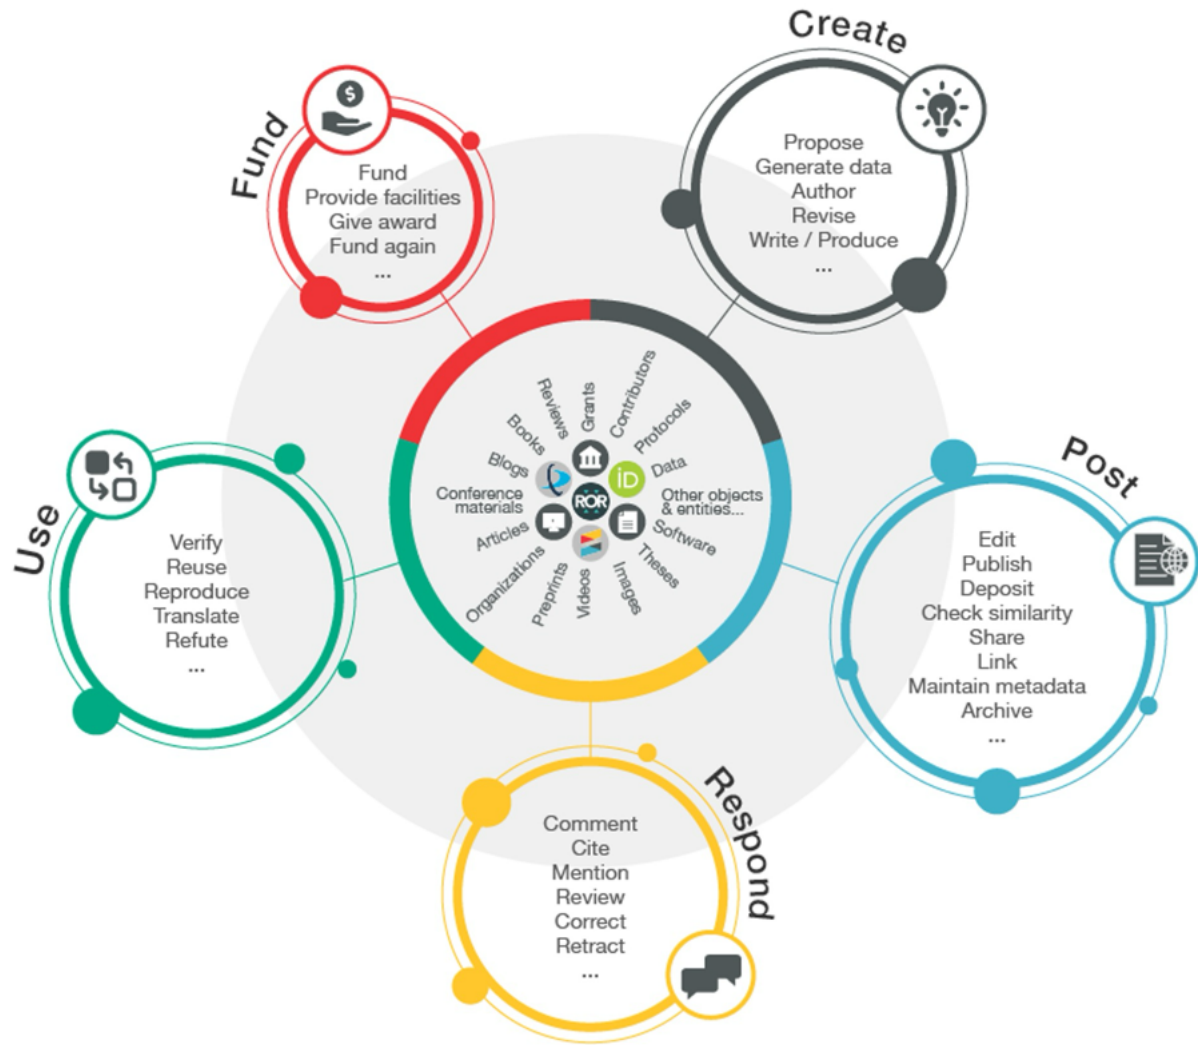 Create
Propose
Generate data
Author
Revise
Write / Produce
...
Fund
Fund
Provide facilities
Give award
Fund again
...
Use
Verify
Reuse
Reproduce
Translate
Refute
...
Post
Edit
Publish
Deposit
Check similarity
Share
Link
Maintain metadata
Archive
...
Respond
Comment
Cite
Mention
Review
Correct
Retract
...
Grants
Contributors
Protocols
Data
Other objects
& entities...
Software
Theses
Images
Videos
Preprints
Organizations
Articles
Conference
materials
Blogs
Books
Reviews
iD
ROR
$